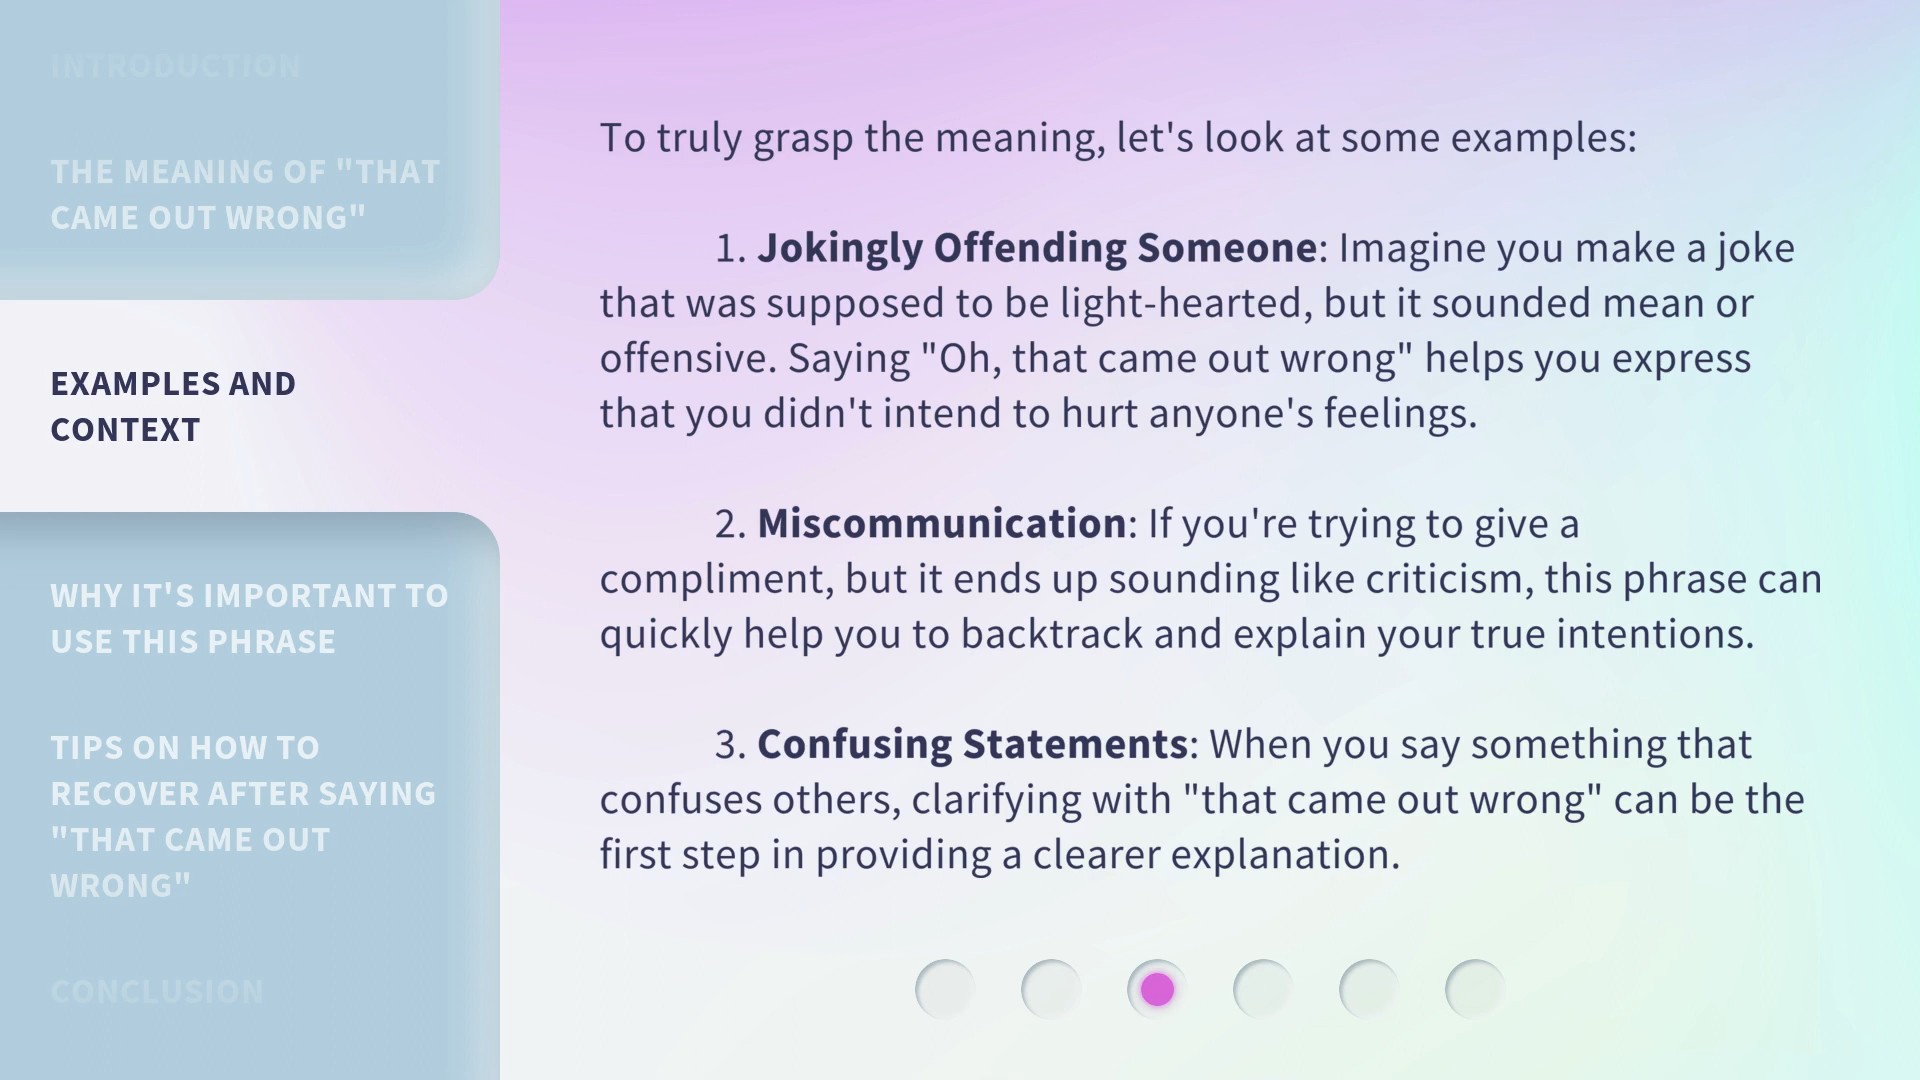 INTRODUCTION
THE MEANING OF "THAT
CAME OUT WRONG"
EXAMPLES AND
CONTEXT
WHY IT'S IMPORTANT TO
USE THIS PHRASE
TIPS ON HOW TO
RECOVER AFTER SAYING
"THAT CAME OUT
WRONG"
CONCLUSION
To truly grasp the meaning, let's look at some examples:
1. Jokingly Offending Someone: Imagine you make a joke
that was supposed to be light-hearted, but it sounded mean or
offensive. Saying "Oh, that came out wrong" helps you express
that you didn't intend to hurt anyone's feelings.
2. Miscommunication: If you're trying to give a
compliment, but it ends up sounding like criticism, this phrase can
quickly help you to backtrack and explain your true intentions.
3. Confusing Statements: When you say something that
confuses others, clarifying with "that came out wrong" can be the
first step in providing a clearer explanation.